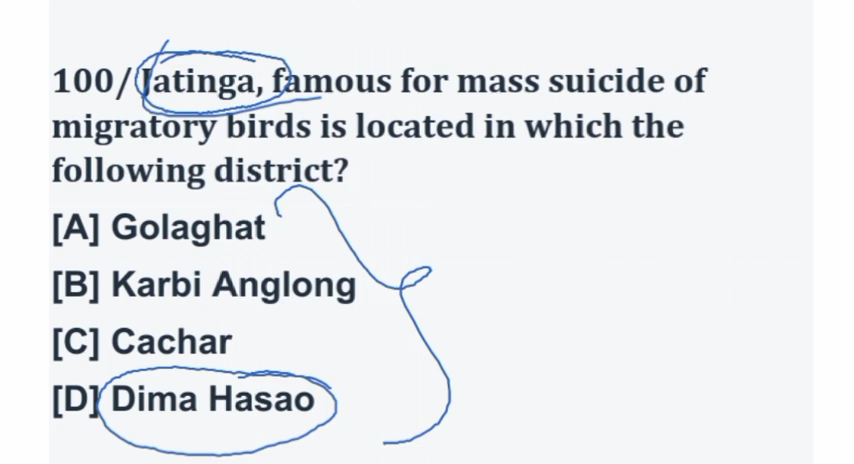 100/ Jatinga, famous for mass suicide of
migratory birds is located in which the
following district?
[A] Golaghat
[B] Karbi Anglong
[C] Cachar
[D] Dima Hasao